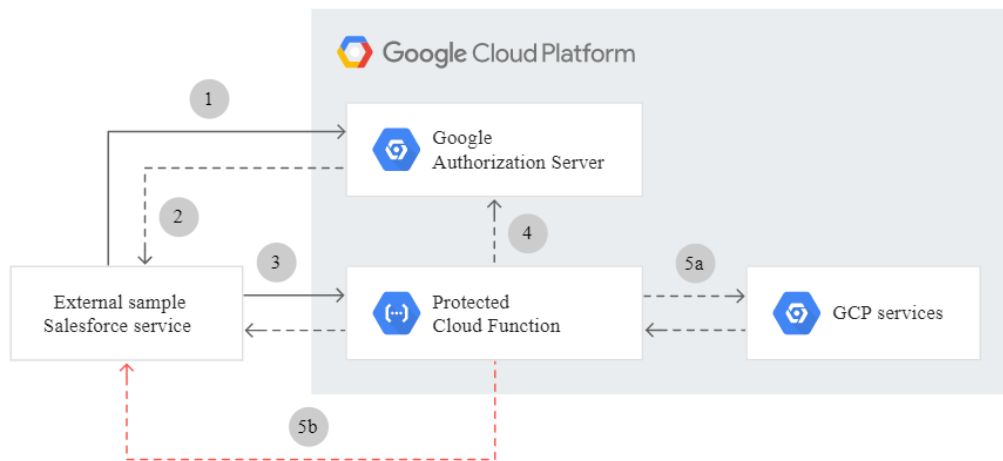 Google Cloud Platform
1
Google
Authorization Server
2
4
3
5a
External sample
Salesforce service
Protected
Cloud Function
GCP services
5b